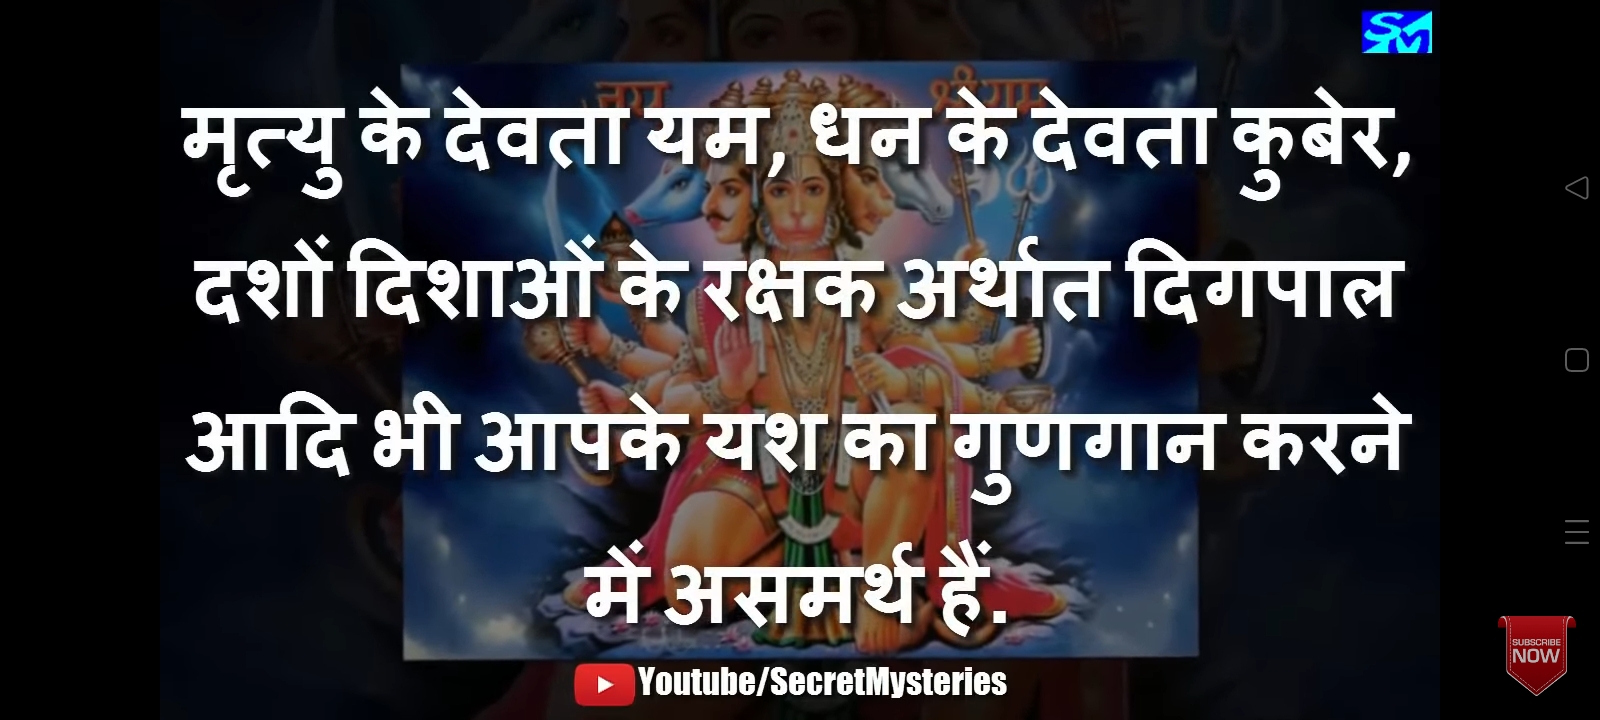 SM
जय श्री राम
मृत्यु के देवता यम, धन के देवता कुबेर,
दशों दिशाओं के रक्षक अर्थात दिगपाल
आदि भी आपके यश का गुणगान करने
में असमर्थ हैं.
Youtube/SecretMysteries
SUBSCRIBE
NOW